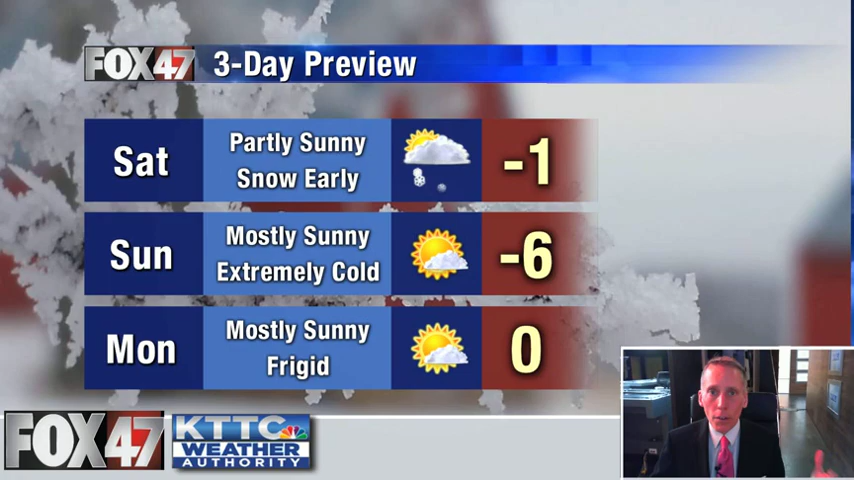 FOX47 3-Day Preview
Sat Partly Sunny Snow Early -1
Sun Mostly Sunny Extremely Cold -6
Mon Mostly Sunny Frigid 0
FOX47
KTTC
WEATHER
AUTHORITY